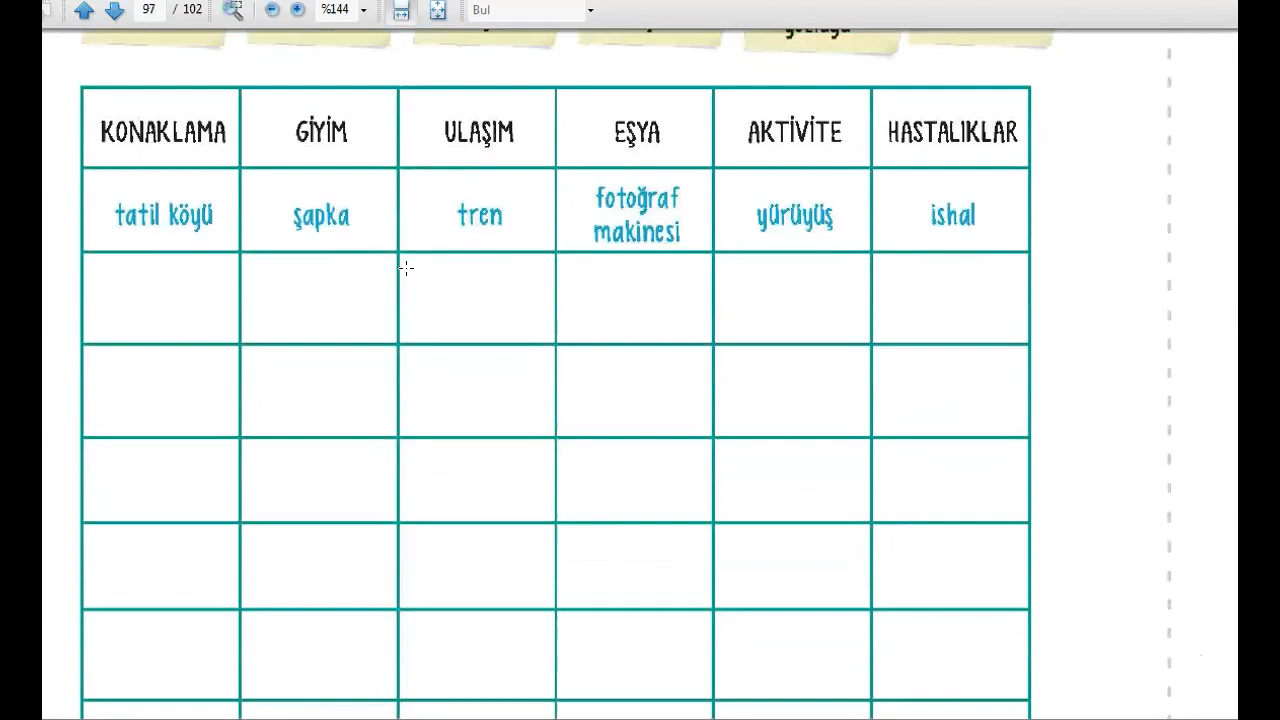 97 / 102 %144 Bul
KONAKLAMA GİYİM ULAŞIM EŞYA AKTİVİTE HASTALIKLAR
tatil köyü şapka tren fotoğraf makinesi yürüyüş ishal